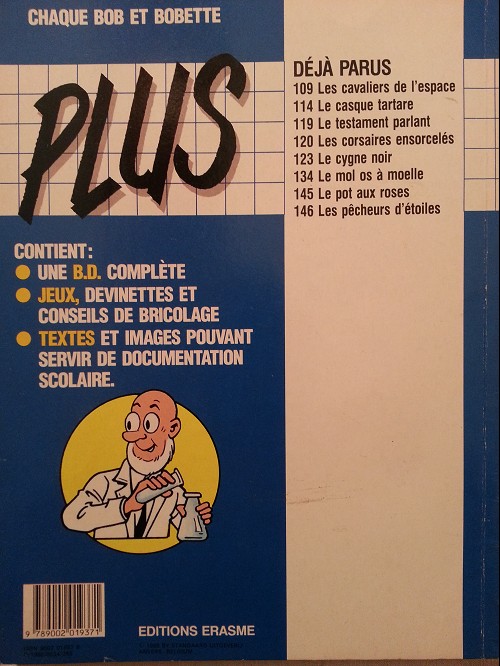 CHAQUE BOB ET BOBETTE
PLUS
CONTIENT:
UNE B.D. COMPLÈTE
JEUX, DEVINETTES ET
CONSEILS DE BRICOLAGE
TEXTES ET IMAGES POUVANT
SERVIR DE DOCUMENTATION
SCOLAIRE.
DÉJÀ PARUS
109 Les cavaliers de l'espace
114 Le casque tartare
119 Le testament parlant
120 Les corsaires ensorcelés
123 Le cygne noir
134 Le mol os à moelle
145 Le pot aux roses
146 Les pêcheurs d'étoiles
9 789002 019371
EDITIONS ERASME